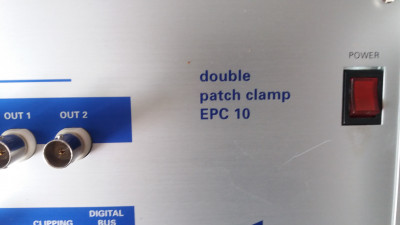 double
patch clamp
EPC 10
POWER
OUT 1
OUT 2
CLIPPING
DIGITAL
BUS